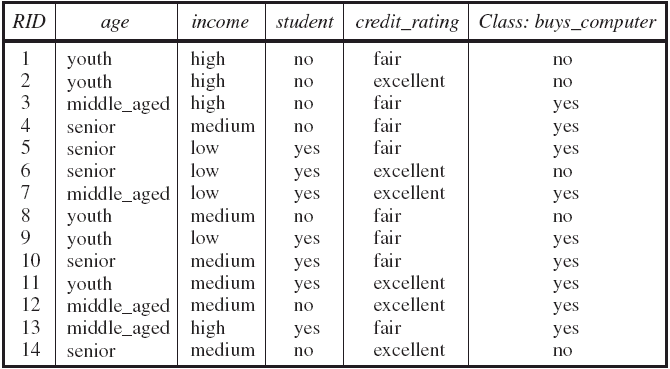 RID age income student credit_rating Class: buys_computer
1 youth high no fair no
2 youth high no excellent no
3 middle_aged high no fair yes
4 senior medium no fair yes
5 senior low yes fair yes
6 senior low yes excellent no
7 middle_aged low yes excellent yes
8 youth medium no fair no
9 youth low yes fair yes
10 senior medium yes fair yes
11 youth medium yes excellent yes
12 middle_aged medium no excellent yes
13 middle_aged high yes fair yes
14 senior medium no excellent no